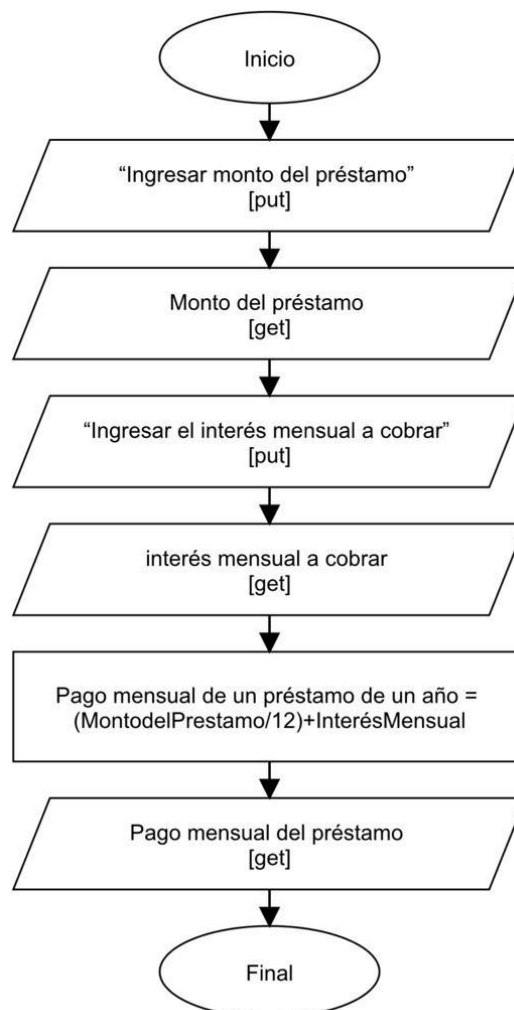 Inicio
“Ingresar monto del préstamo”
[put]
Monto del préstamo
[get]
“Ingresar el interés mensual a cobrar”
[put]
interés mensual a cobrar
[get]
Pago mensual de un préstamo de un año =
(MontodelPrestamo/12)+InterésMensual
Pago mensual del préstamo
[get]
Final